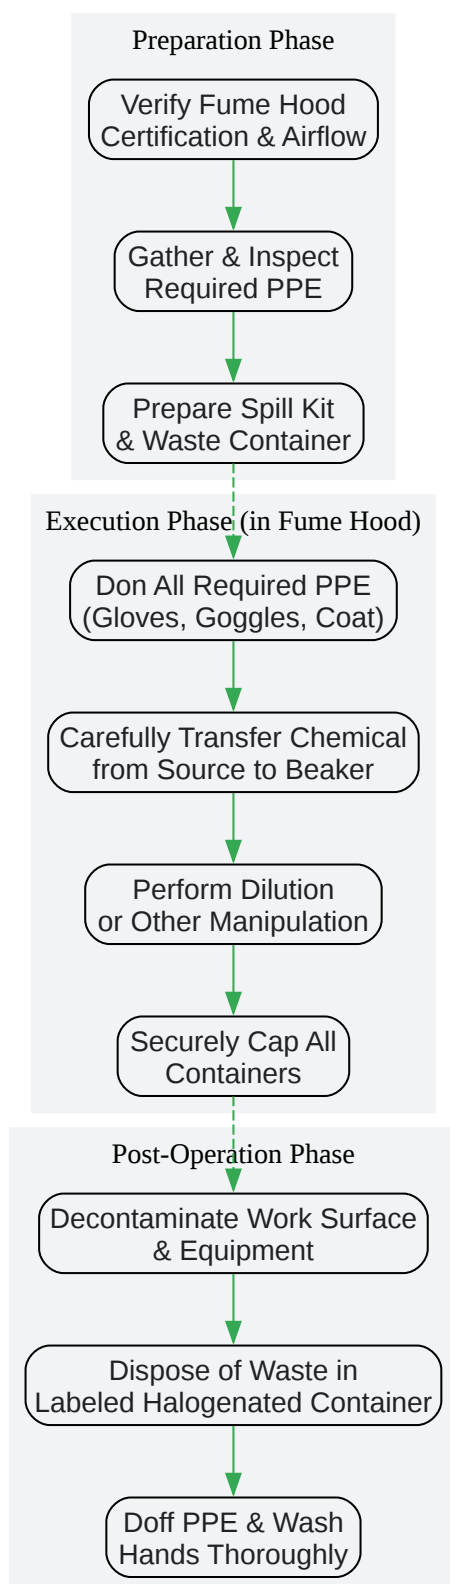 Preparation Phase
Verify Fume Hood
Certification & Airflow
Gather & Inspect
Required PPE
Prepare Spill Kit
& Waste Container
Execution Phase (in Fume Hood)
Don All Required PPE
(Gloves, Goggles, Coat)
Carefully Transfer Chemical
from Source to Beaker
Perform Dilution
or Other Manipulation
Securely Cap All
Containers
Post-Operation Phase
Decontaminate Work Surface
& Equipment
Dispose of Waste in
Labeled Halogenated Container
Doff PPE & Wash
Hands Thoroughly